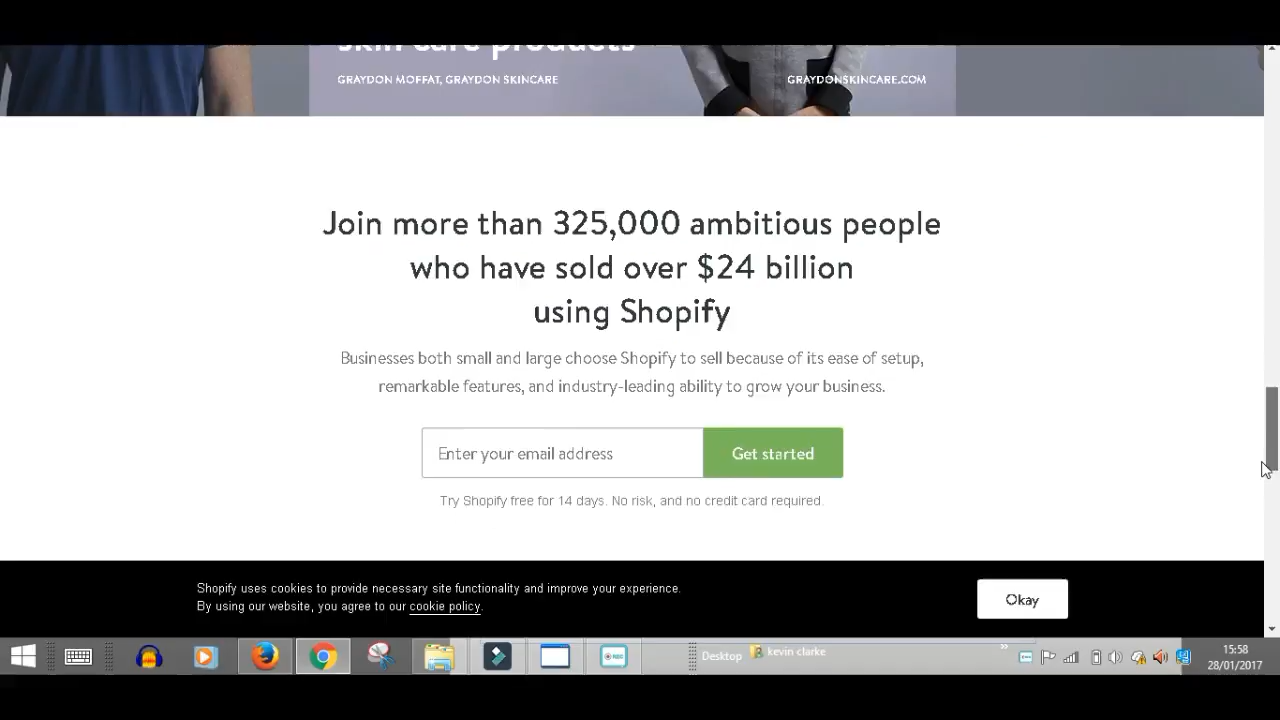 skin care products
GRAYDON MOFFAT, GRAYDON SKINCARE
GRAYDONSKINCARE.COM
Join more than 325,000 ambitious people
who have sold over $24 billion
using Shopify
Businesses both small and large choose Shopify to sell because of its ease of setup,
remarkable features, and industry-leading ability to grow your business.
Enter your email address
Get started
Try Shopify free for 14 days. No risk, and no credit card required.
Shopify uses cookies to provide necessary site functionality and improve your experience.
By using our website, you agree to our cookie policy.
Okay
Desktop
kevin clarke
15:58
28/01/2017